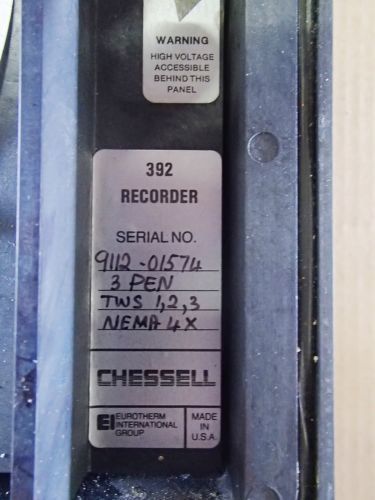 WARNING
HIGH VOLTAGE
ACCESSIBLE
BEHIND THIS
PANEL
392
RECORDER
SERIAL NO.
9112-01574
3 PEN
TWS 1,2,3
NEMA 4X
CHESSELL
EI EUROTHERM
INTERNATIONAL
GROUP
MADE
IN
U.S.A.